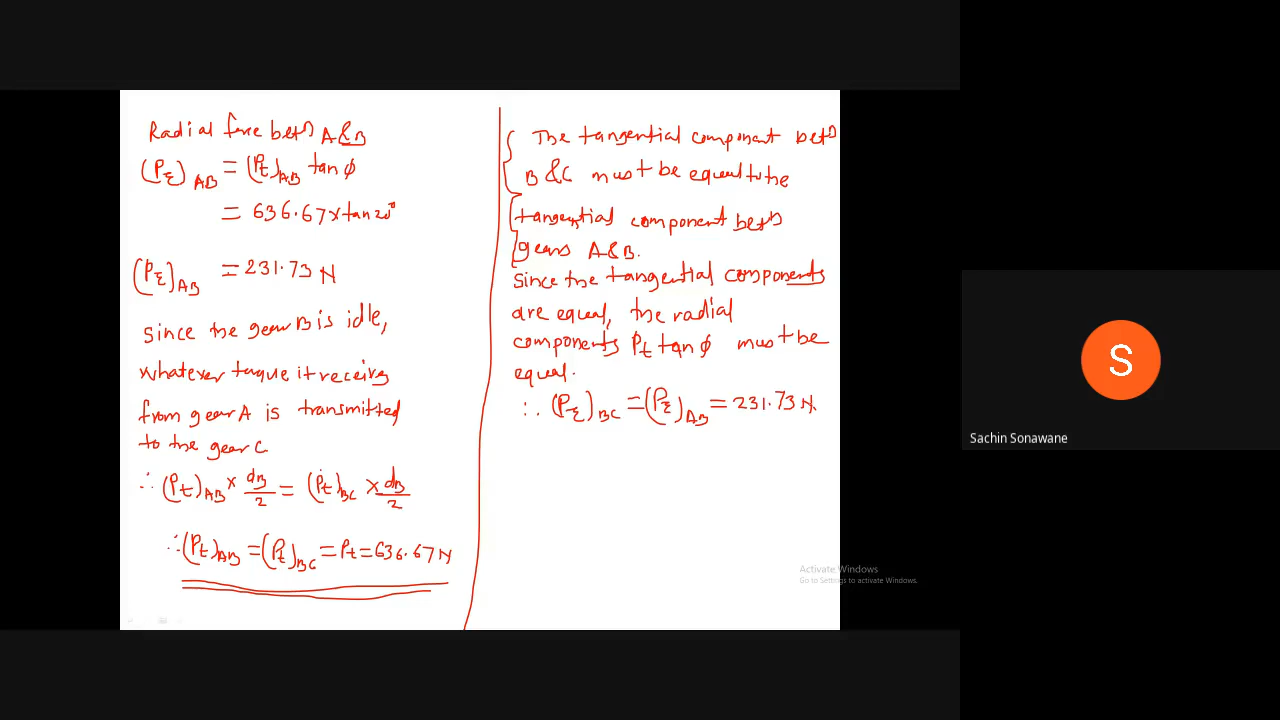 Radial force betn A&B
(Pr)AB = (Pt)AB tanφ
= 636.67 x tan 20°
(Pr)AB = 231.73 N
Since the gear B is idle,
whatever torque it receives
from gear A is transmitted
to the gear C
∴ (Pt)AB x dB/2 = (Pt)BC x dB/2
∴ (Pt)AB = (Pt)BC = Pt = 636.67 N
The tangential component betn
B &C must be equal to the
tangential component betn
gears A&B.
Since the tangential components
are equal, the radial
components Pt tanφ must be
equal.
∴ (Pr)BC = (Pr)AB = 231.73 N
Activate Windows
Go to Settings to activate Windows.
S
Sachin Sonawane